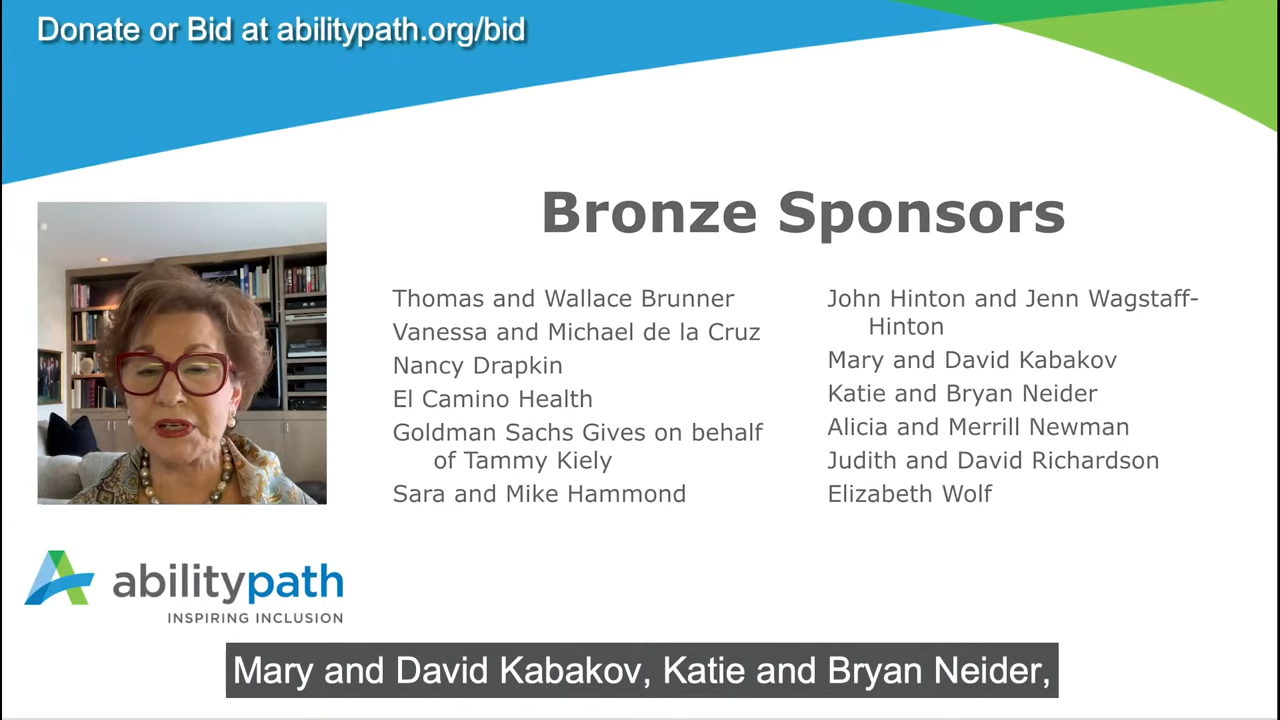 Donate or Bid at abilitypath.org/bid
Bronze Sponsors
Thomas and Wallace Brunner
Vanessa and Michael de la Cruz
Nancy Drapkin
El Camino Health
Goldman Sachs Gives on behalf
of Tammy Kiely
Sara and Mike Hammond
John Hinton and Jenn Wagstaff-
Hinton
Mary and David Kabakov
Katie and Bryan Neider
Alicia and Merrill Newman
Judith and David Richardson
Elizabeth Wolf
abilitypath
INSPIRING INCLUSION
Mary and David Kabakov, Katie and Bryan Neider,